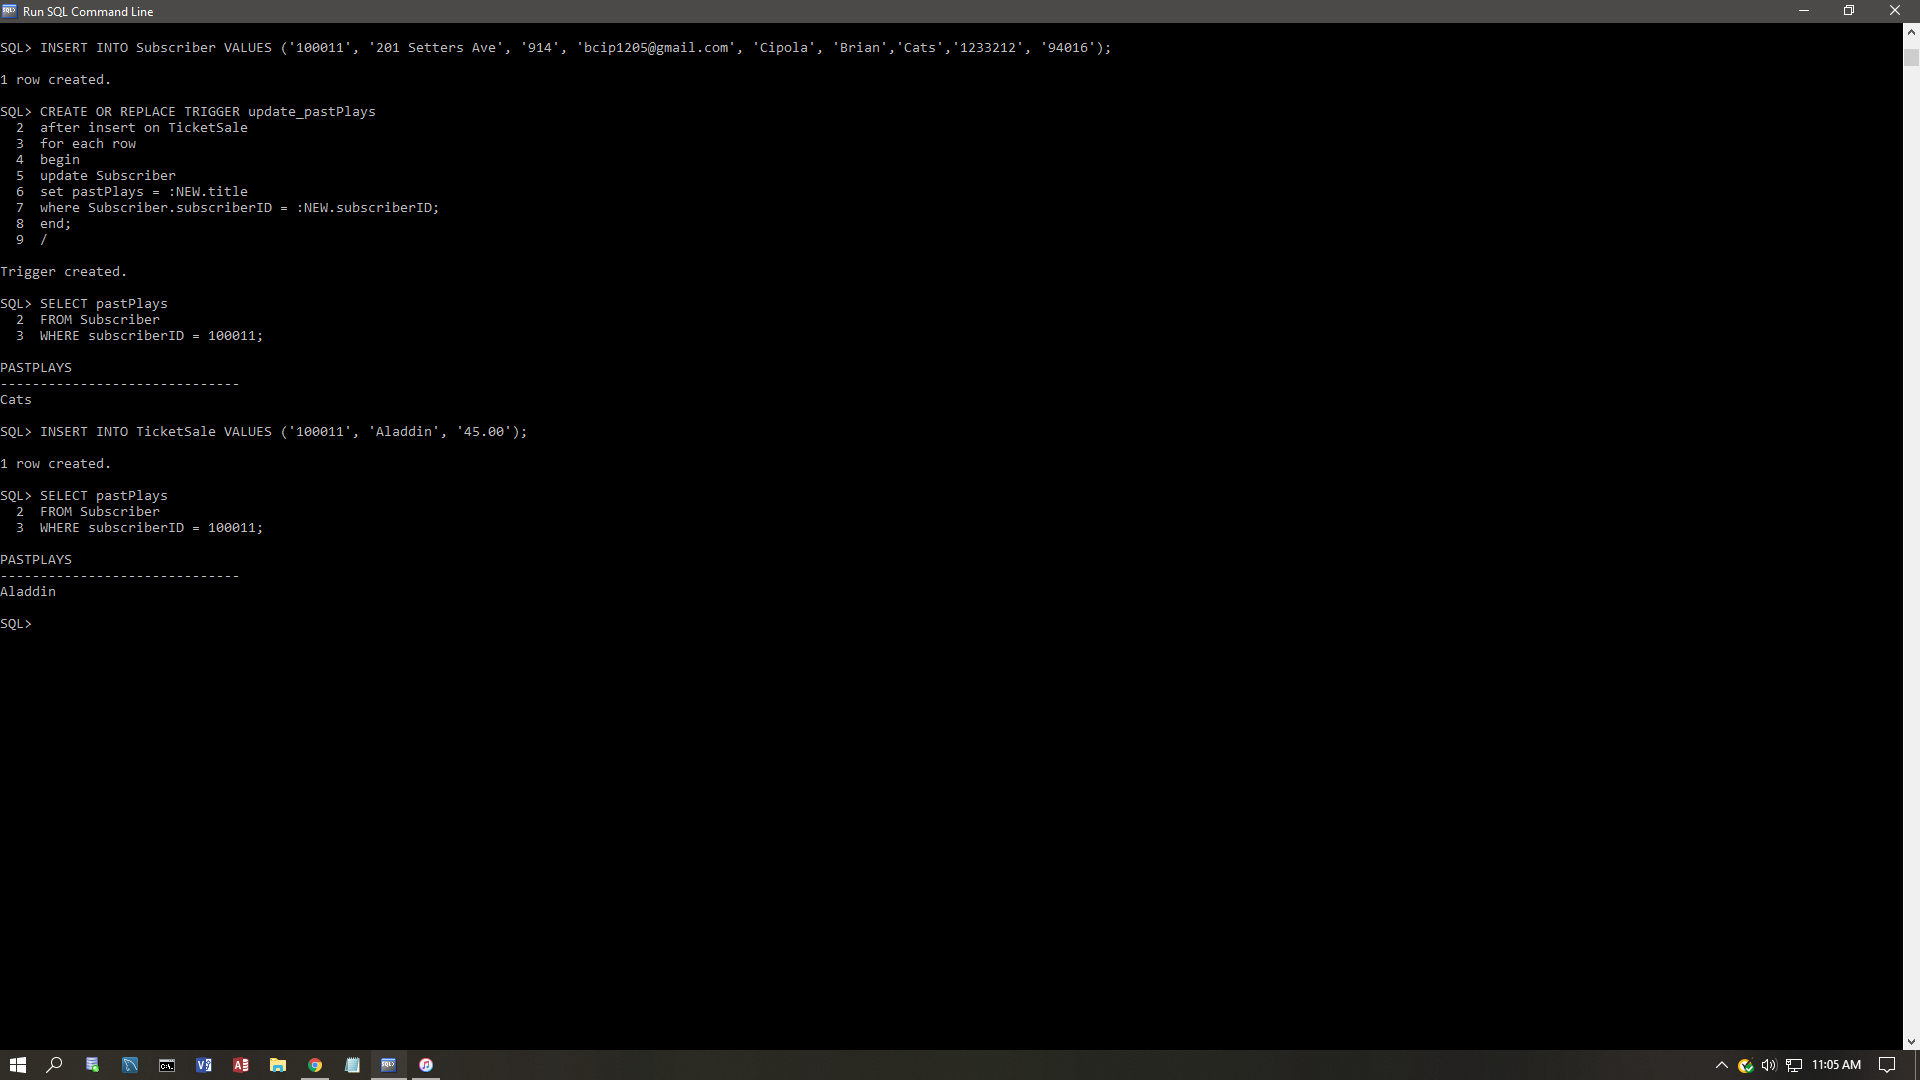 Run SQL Command Line
SQL> INSERT INTO Subscriber VALUES ('100011', '201 Setters Ave', '914', 'bcip1205@gmail.com', 'Cipola', 'Brian','Cats','1233212', '94016');
1 row created.
SQL> CREATE OR REPLACE TRIGGER update_pastPlays
2 after insert on TicketSale
3 for each row
4 begin
5 update Subscriber
6 set pastPlays = :NEW.title
7 where Subscriber.subscriberID = :NEW.subscriberID;
8 end;
9 /
Trigger created.
SQL> SELECT pastPlays
2 FROM Subscriber
3 WHERE subscriberID = 100011;
PASTPLAYS
------------------------------
Cats
SQL> INSERT INTO TicketSale VALUES ('100011', 'Aladdin', '45.00');
1 row created.
SQL> SELECT pastPlays
2 FROM Subscriber
3 WHERE subscriberID = 100011;
PASTPLAYS
------------------------------
Aladdin
SQL>
11:05 AM